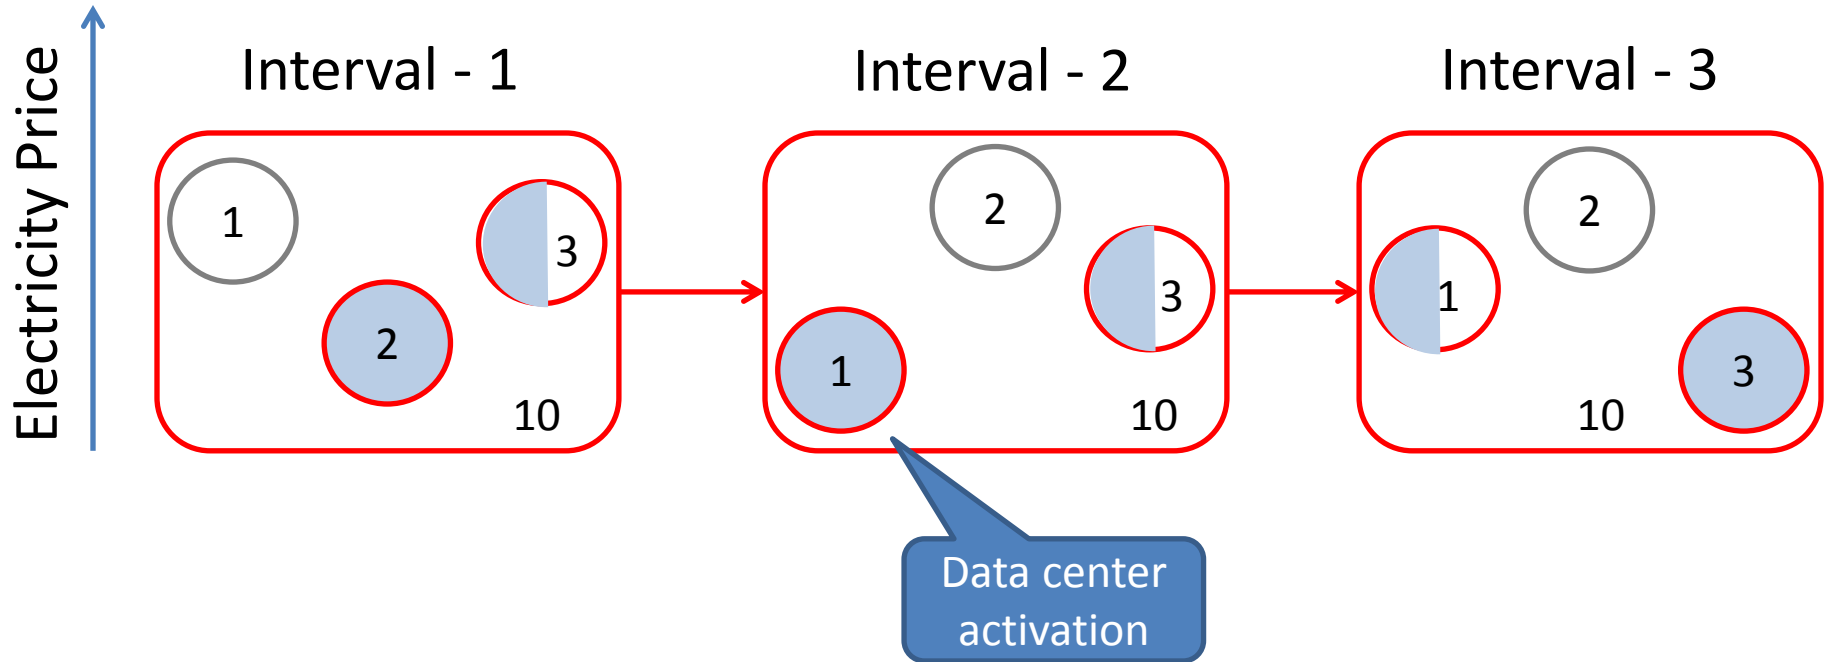 Electricity Price
Interval - 1
1
2
3
10
Interval - 2
2
3
1
10
Interval - 3
2
1
3
10
Data center
activation